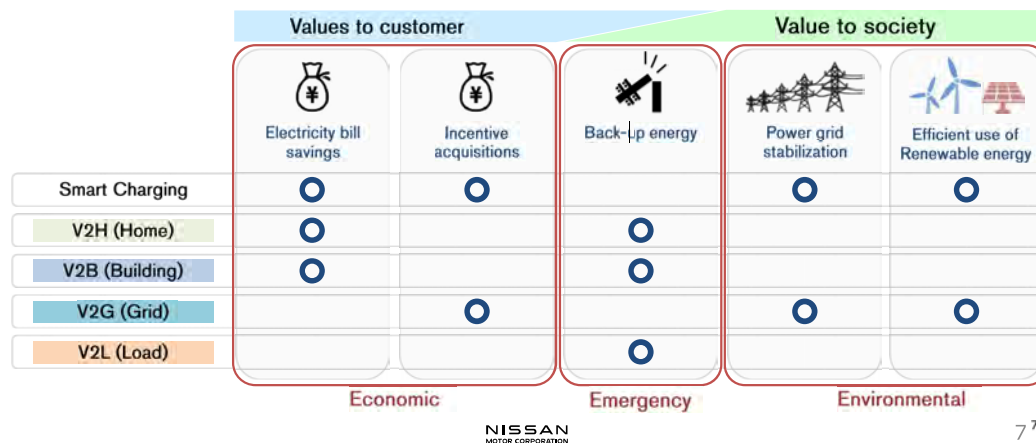 Values to customer
Value to society
¥
¥
Electricity bill
savings
Incentive
acquisitions
Back-up energy
Power grid
stabilization
Efficient use of
Renewable energy
Smart Charging
V2H (Home)
V2B (Building)
V2G (Grid)
V2L (Load)
Economic
Emergency
Environmental
NISSAN
MOTOR CORPORATION
7 7